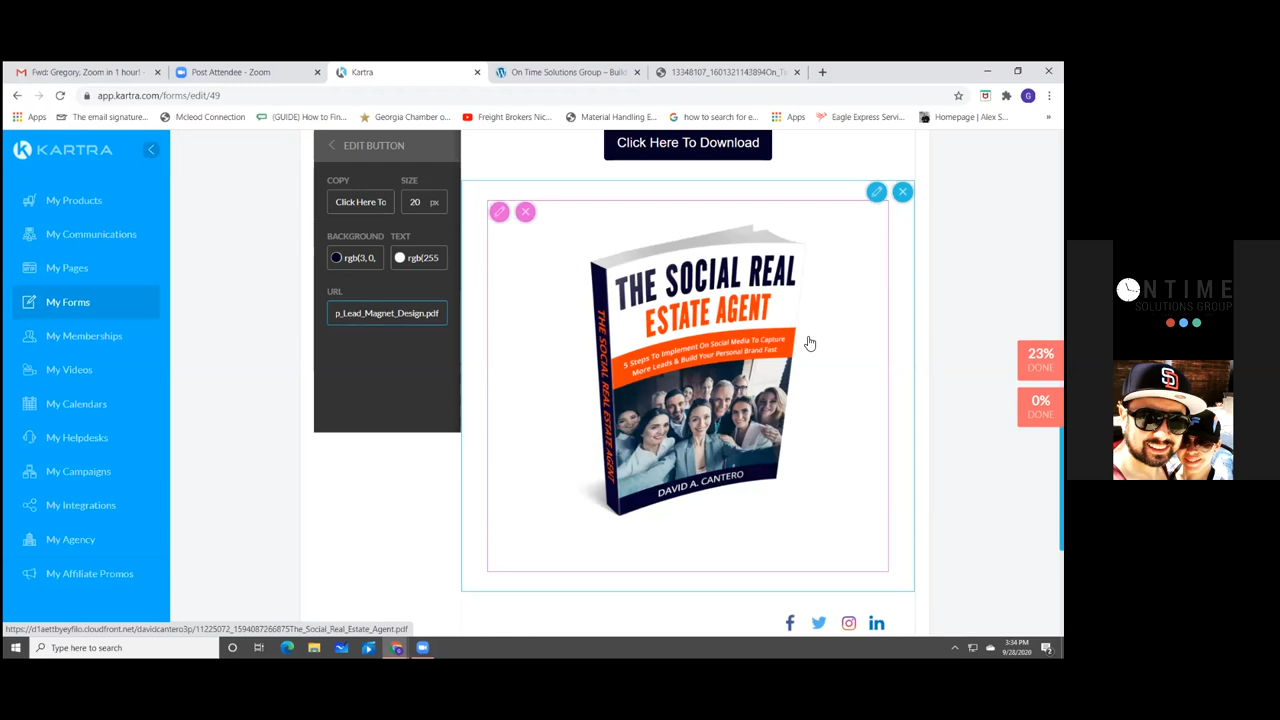 Fwd: Gregory, Zoom in 1 hour! -
Post Attendee - Zoom
Kartra
On Time Solutions Group – Build
13348107_1601321143894On_Ti
app.kartra.com/forms/edit/49
G
Apps
The email signature...
Mcleod Connection
(GUIDE) How to Fin...
Georgia Chamber o...
Freight Brokers Nic...
Material Handling E...
how to search for e...
Apps
Eagle Express Servi...
Homepage | Alex S...
KARTRA
My Products
My Communications
My Pages
My Forms
My Memberships
My Videos
My Calendars
My Helpdesks
My Campaigns
My Integrations
My Agency
My Affiliate Promos
EDIT BUTTON
COPY
SIZE
Click Here To
20 px
BACKGROUND
TEXT
rgb(3, 0,
rgb(255
URL
p_Lead_Magnet_Design.pdf
Click Here To Download
THE SOCIAL REAL
ESTATE AGENT
5 Steps To Implement On Social Media To Capture
More Leads & Build Your Personal Brand Fast
DAVID A. CANTERO
THE SOCIAL REAL ESTATE AGENT
23%
DONE
0%
DONE
NTIME
SOLUTIONS GROUP
https://d1aettbyeyfilo.cloudfront.net/davidcantero3p/11225072_1594087266875The_Social_Real_Estate_Agent.pdf
Type here to search
3:34 PM
9/28/2020